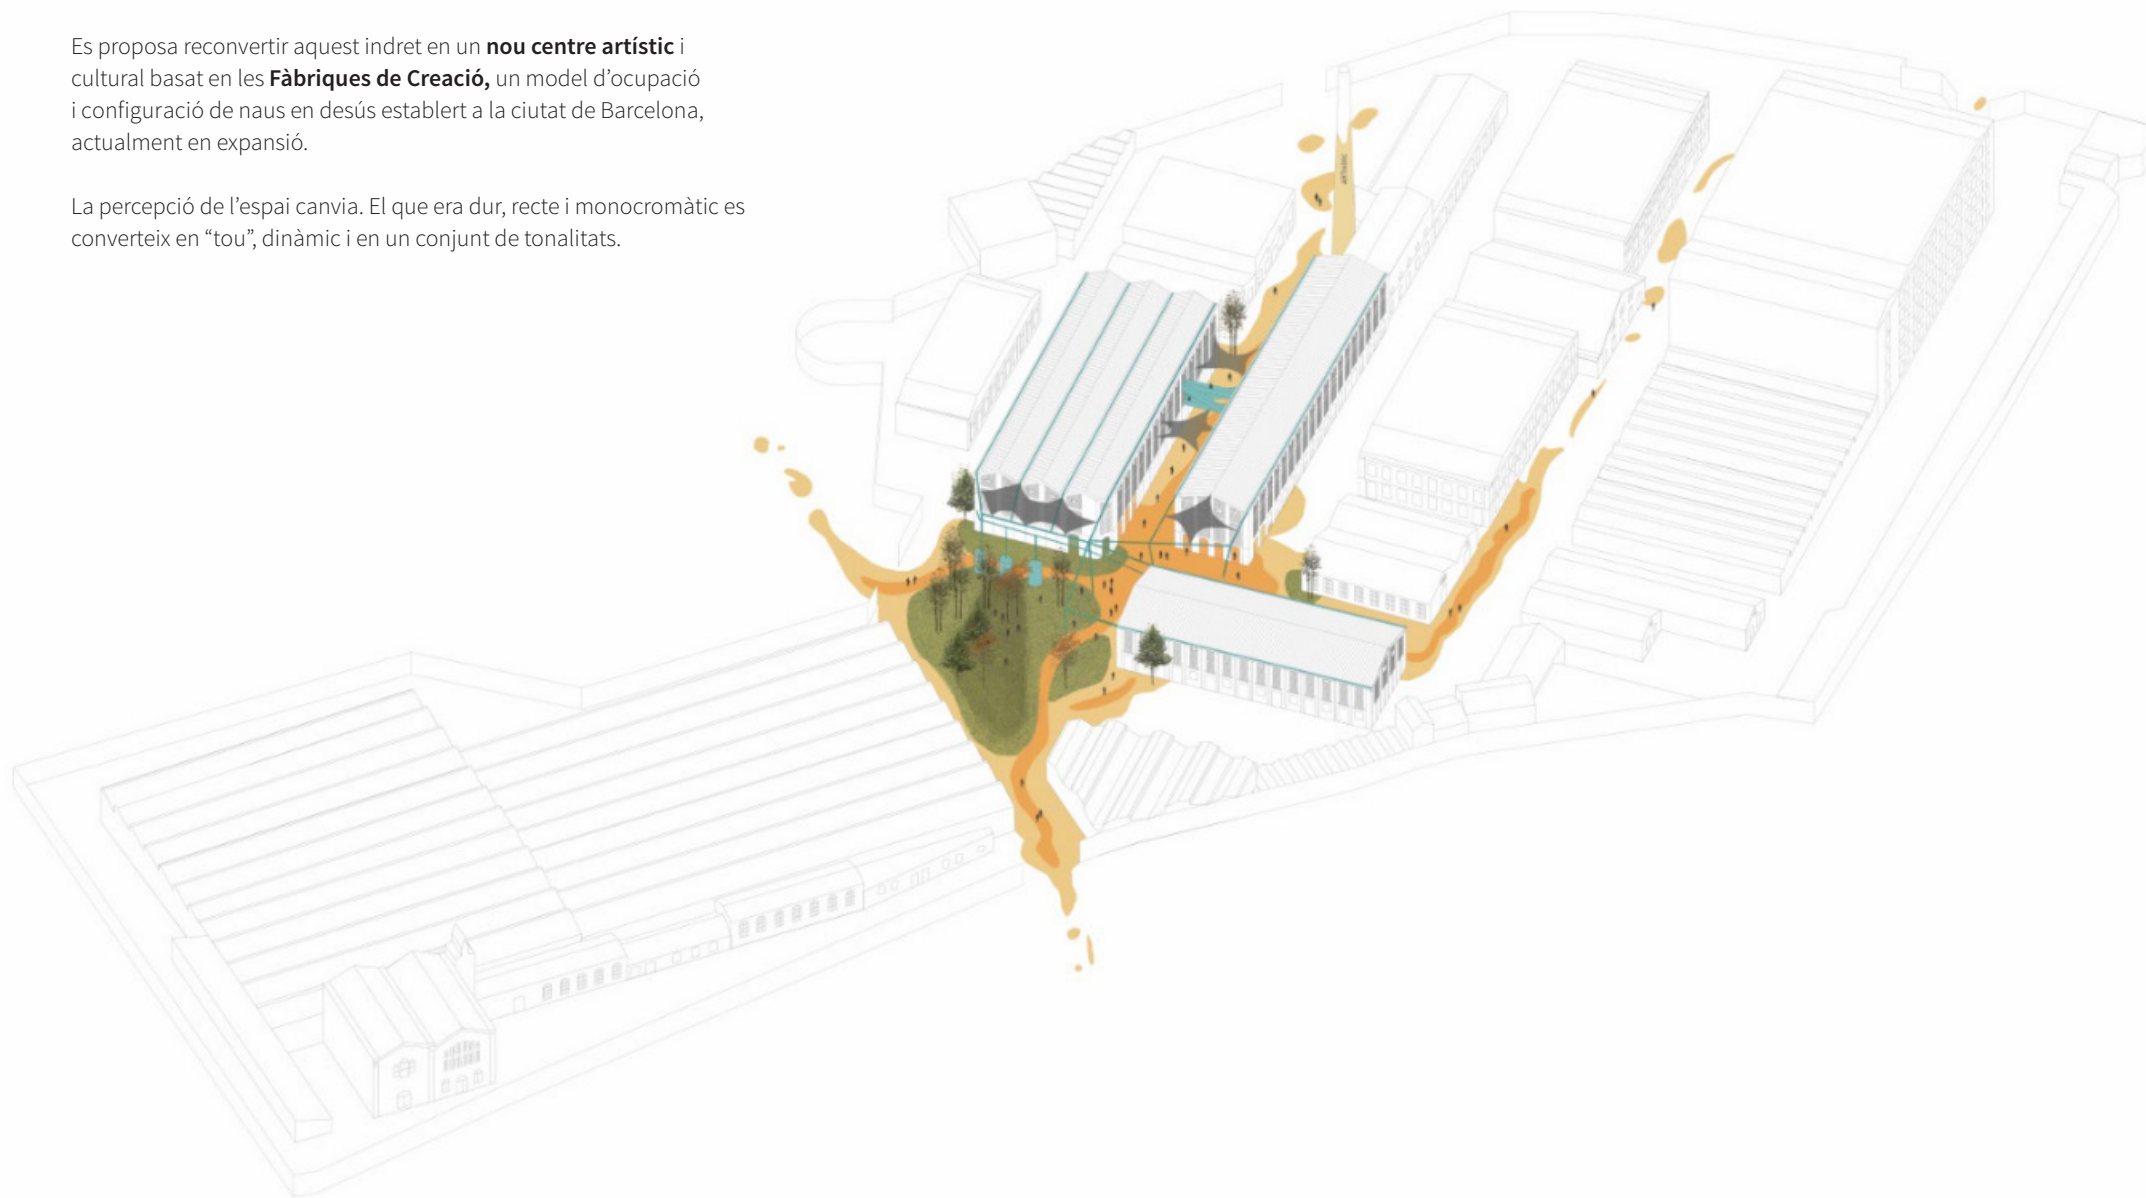 Es proposa reconvertir aquest indret en un nou centre artístic i
cultural basat en les Fàbriques de Creació, un model d’ocupació
i configuració de naus en desús establert a la ciutat de Barcelona,
actualment en expansió.
La percepció de l’espai canvia. El que era dur, recte i monocromàtic es
converteix en “tou”, dinàmic i en un conjunt de tonalitats.